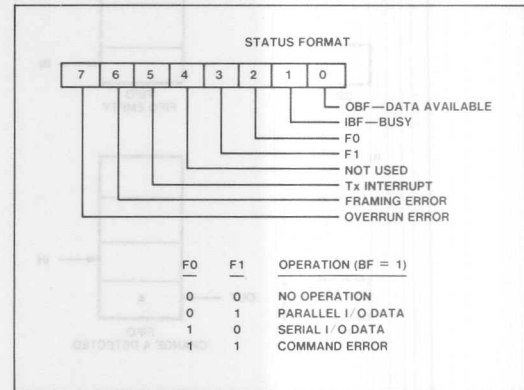 STATUS FORMAT
7 6 5 4 3 2 1 0
OBF—DATA AVAILABLE
IBF—BUSY
F0
F1
NOT USED
Tx INTERRUPT
FRAMING ERROR
OVERRUN ERROR
F0 F1 OPERATION (BF = 1)
0 0 NO OPERATION
0 1 PARALLEL I/O DATA
1 0 SERIAL I/O DATA
1 1 COMMAND ERROR